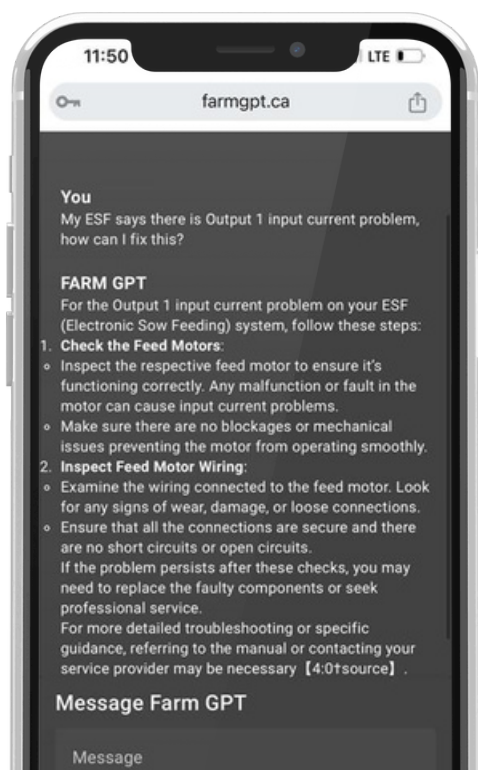 11:50
LTE
farmgpt.ca
You
My ESF says there is Output 1 input current problem,
how can I fix this?
FARM GPT
For the Output 1 input current problem on your ESF
(Electronic Sow Feeding) system, follow these steps:
1. Check the Feed Motors:
◦ Inspect the respective feed motor to ensure it's
functioning correctly. Any malfunction or fault in the
motor can cause input current problems.
◦ Make sure there are no blockages or mechanical
issues preventing the motor from operating smoothly.
2. Inspect Feed Motor Wiring:
◦ Examine the wiring connected to the feed motor. Look
for any signs of wear, damage, or loose connections.
◦ Ensure that all the connections are secure and there
are no short circuits or open circuits.
If the problem persists after these checks, you may
need to replace the faulty components or seek
professional service.
For more detailed troubleshooting or specific
guidance, referring to the manual or contacting your
service provider may be necessary【4:0†source】.
Message Farm GPT
Message